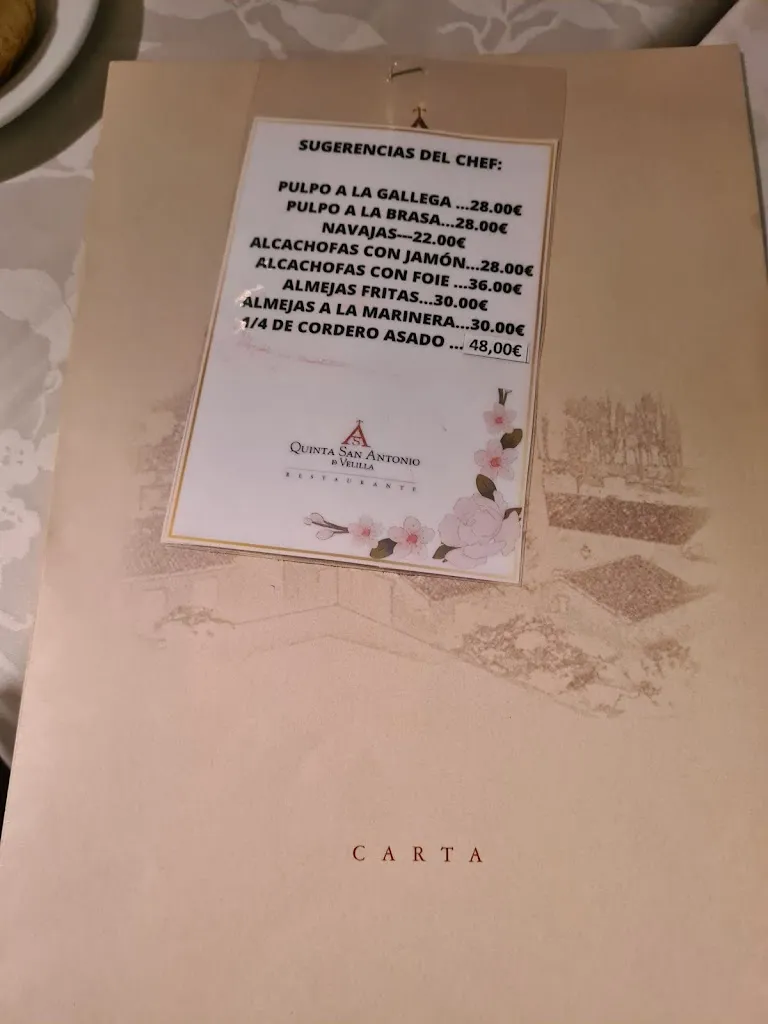 SUGERENCIAS DEL CHEF:
PULPO A LA GALLEGA ...28.00€
PULPO A LA BRASA...28.00€
NAVAJAS---22.00€
ALCACHOFAS CON JAMÓN...28.00€
ALCACHOFAS CON FOIE ...36.00€
ALMEJAS FRITAS...30.00€
ALMEJAS A LA MARINERA...30.00€
1/4 DE CORDERO ASADO ... 48,00€
QUINTA SAN ANTONIO
VELILLA
RESTAURANTE
CARTA